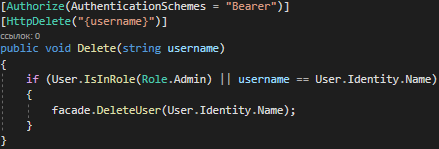 [Authorize(AuthenticationSchemes = "Bearer")]
[HttpDelete("{username}")]
ссылок: 0
public void Delete(string username)
{
if (User.IsInRole(Role.Admin) || username == User.Identity.Name)
{
facade.DeleteUser(User.Identity.Name);
}
}